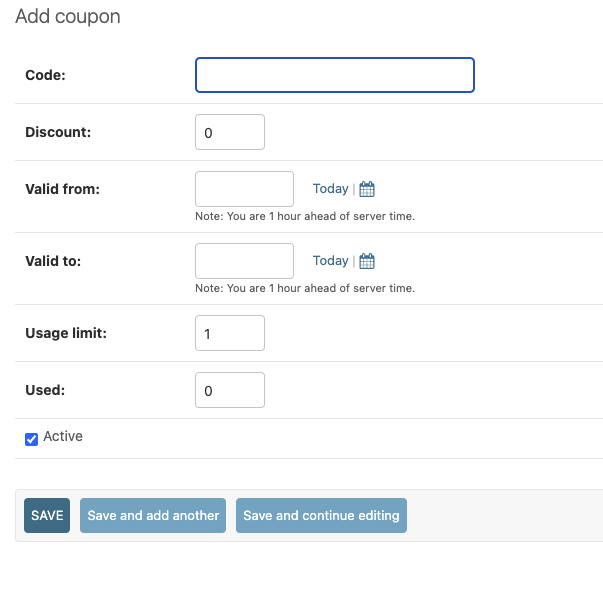 Add coupon
Code:
Discount: 0
Valid from: Today |
Note: You are 1 hour ahead of server time.
Valid to: Today |
Note: You are 1 hour ahead of server time.
Usage limit: 1
Used: 0
Active
SAVE Save and add another Save and continue editing